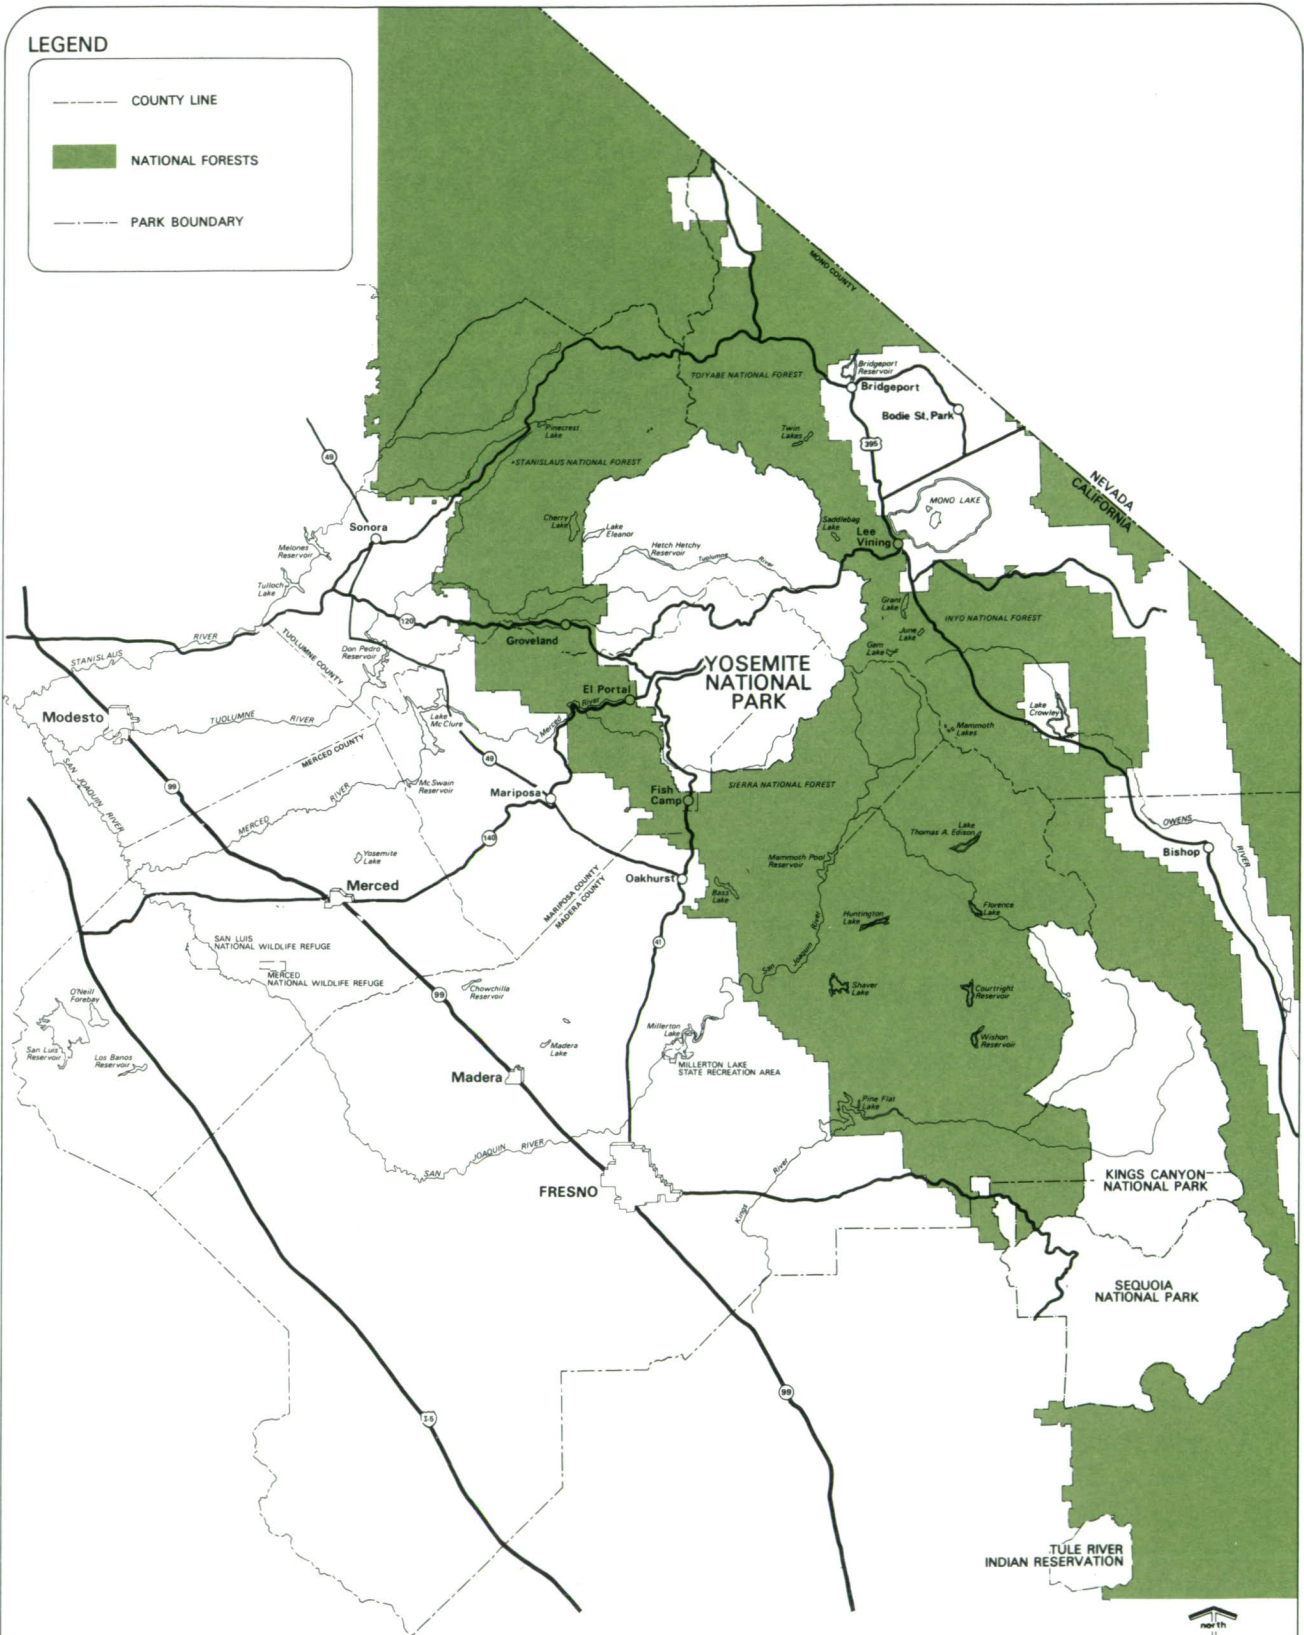 LEGEND
COUNTY LINE
NATIONAL FORESTS
PARK BOUNDARY
MONO COUNTY
TOIYABE NATIONAL FOREST
Bridgeport
Reservoir
Bridgeport
Bodie St. Park
Pinecrest
Lake
Twin
Lakes
395
49
STANISLAUS NATIONAL FOREST
NEVADA
CALIFORNIA
MONO LAKE
Sonora
Cherry
Lake
Lake
Eleanor
Saddlebag
Lake
Lee
Vining
Melones
Reservoir
Hetch Hetchy
Reservoir
Tuolumne
River
Tulloch
Lake
Grant
Lake
INYO NATIONAL FOREST
120
Groveland
June
Lake
STANISLAUS
RIVER
TUOLUMNE COUNTY
Don Pedro
Reservoir
Gem
Lake
YOSEMITE
NATIONAL
PARK
El Portal
Modesto
TUOLUMNE
RIVER
Lake
McClure
Merced
River
Lake
Crowley
Mammoth
Lakes
MERCED COUNTY
SAN JOAQUIN RIVER
99
49
McSwain
Reservoir
Mariposa
Fish
Camp
SIERRA NATIONAL FOREST
MERCED
RIVER
140
Lake
Thomas A. Edison
OWENS
RIVER
Bishop
Yosemite
Lake
Mammoth Pool
Reservoir
Merced
Oakhurst
MARIPOSA COUNTY
MADERA COUNTY
Bass
Lake
Huntington
Lake
Florence
Lake
SAN LUIS
NATIONAL WILDLIFE REFUGE
41
San
Joaquin
River
MERCED
NATIONAL WILDLIFE REFUGE
99
Chowchilla
Reservoir
O'Neill
Forebay
Shaver
Lake
Courtright
Reservoir
San Luis
Reservoir
Los Banos
Reservoir
Madera
Lake
Millerton
Lake
MILLERTON LAKE
STATE RECREATION AREA
Wishon
Reservoir
Madera
Pine Flat
Lake
SAN
JOAQUIN
RIVER
FRESNO
Kings
River
KINGS CANYON
NATIONAL PARK
SEQUOIA
NATIONAL PARK
99
I-5
TULE RIVER
INDIAN RESERVATION
north